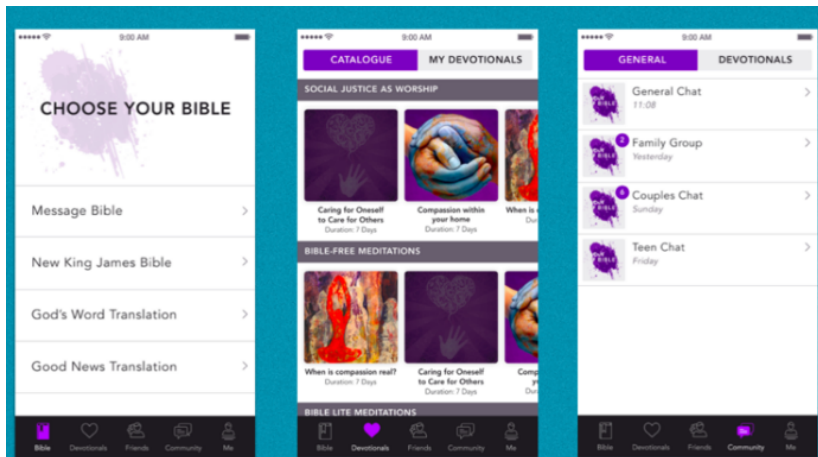 9:00 AM
CHOOSE YOUR BIBLE
Message Bible
New King James Bible
God's Word Translation
Good News Translation
Bible
Devotionals
Friends
Community
Me
9:00 AM
CATALOGUE
MY DEVOTIONALS
SOCIAL JUSTICE AS WORSHIP
Caring for Oneself
to Care for Others
Duration: 7 Days
Compassion within
your home
Duration: 7 Days
When is
BIBLE-FREE MEDITATIONS
When is compassion real?
Duration: 7 Days
Caring for Oneself
to Care for Others
Duration: 7 Days
BIBLE LITE MEDITATIONS
Bible
Devotionals
Friends
Community
Me
9:00 AM
GENERAL
DEVOTIONALS
General Chat
11:08
2
Family Group
Yesterday
6
Couples Chat
Sunday
Teen Chat
Friday
Bible
Devotionals
Friends
Community
Me